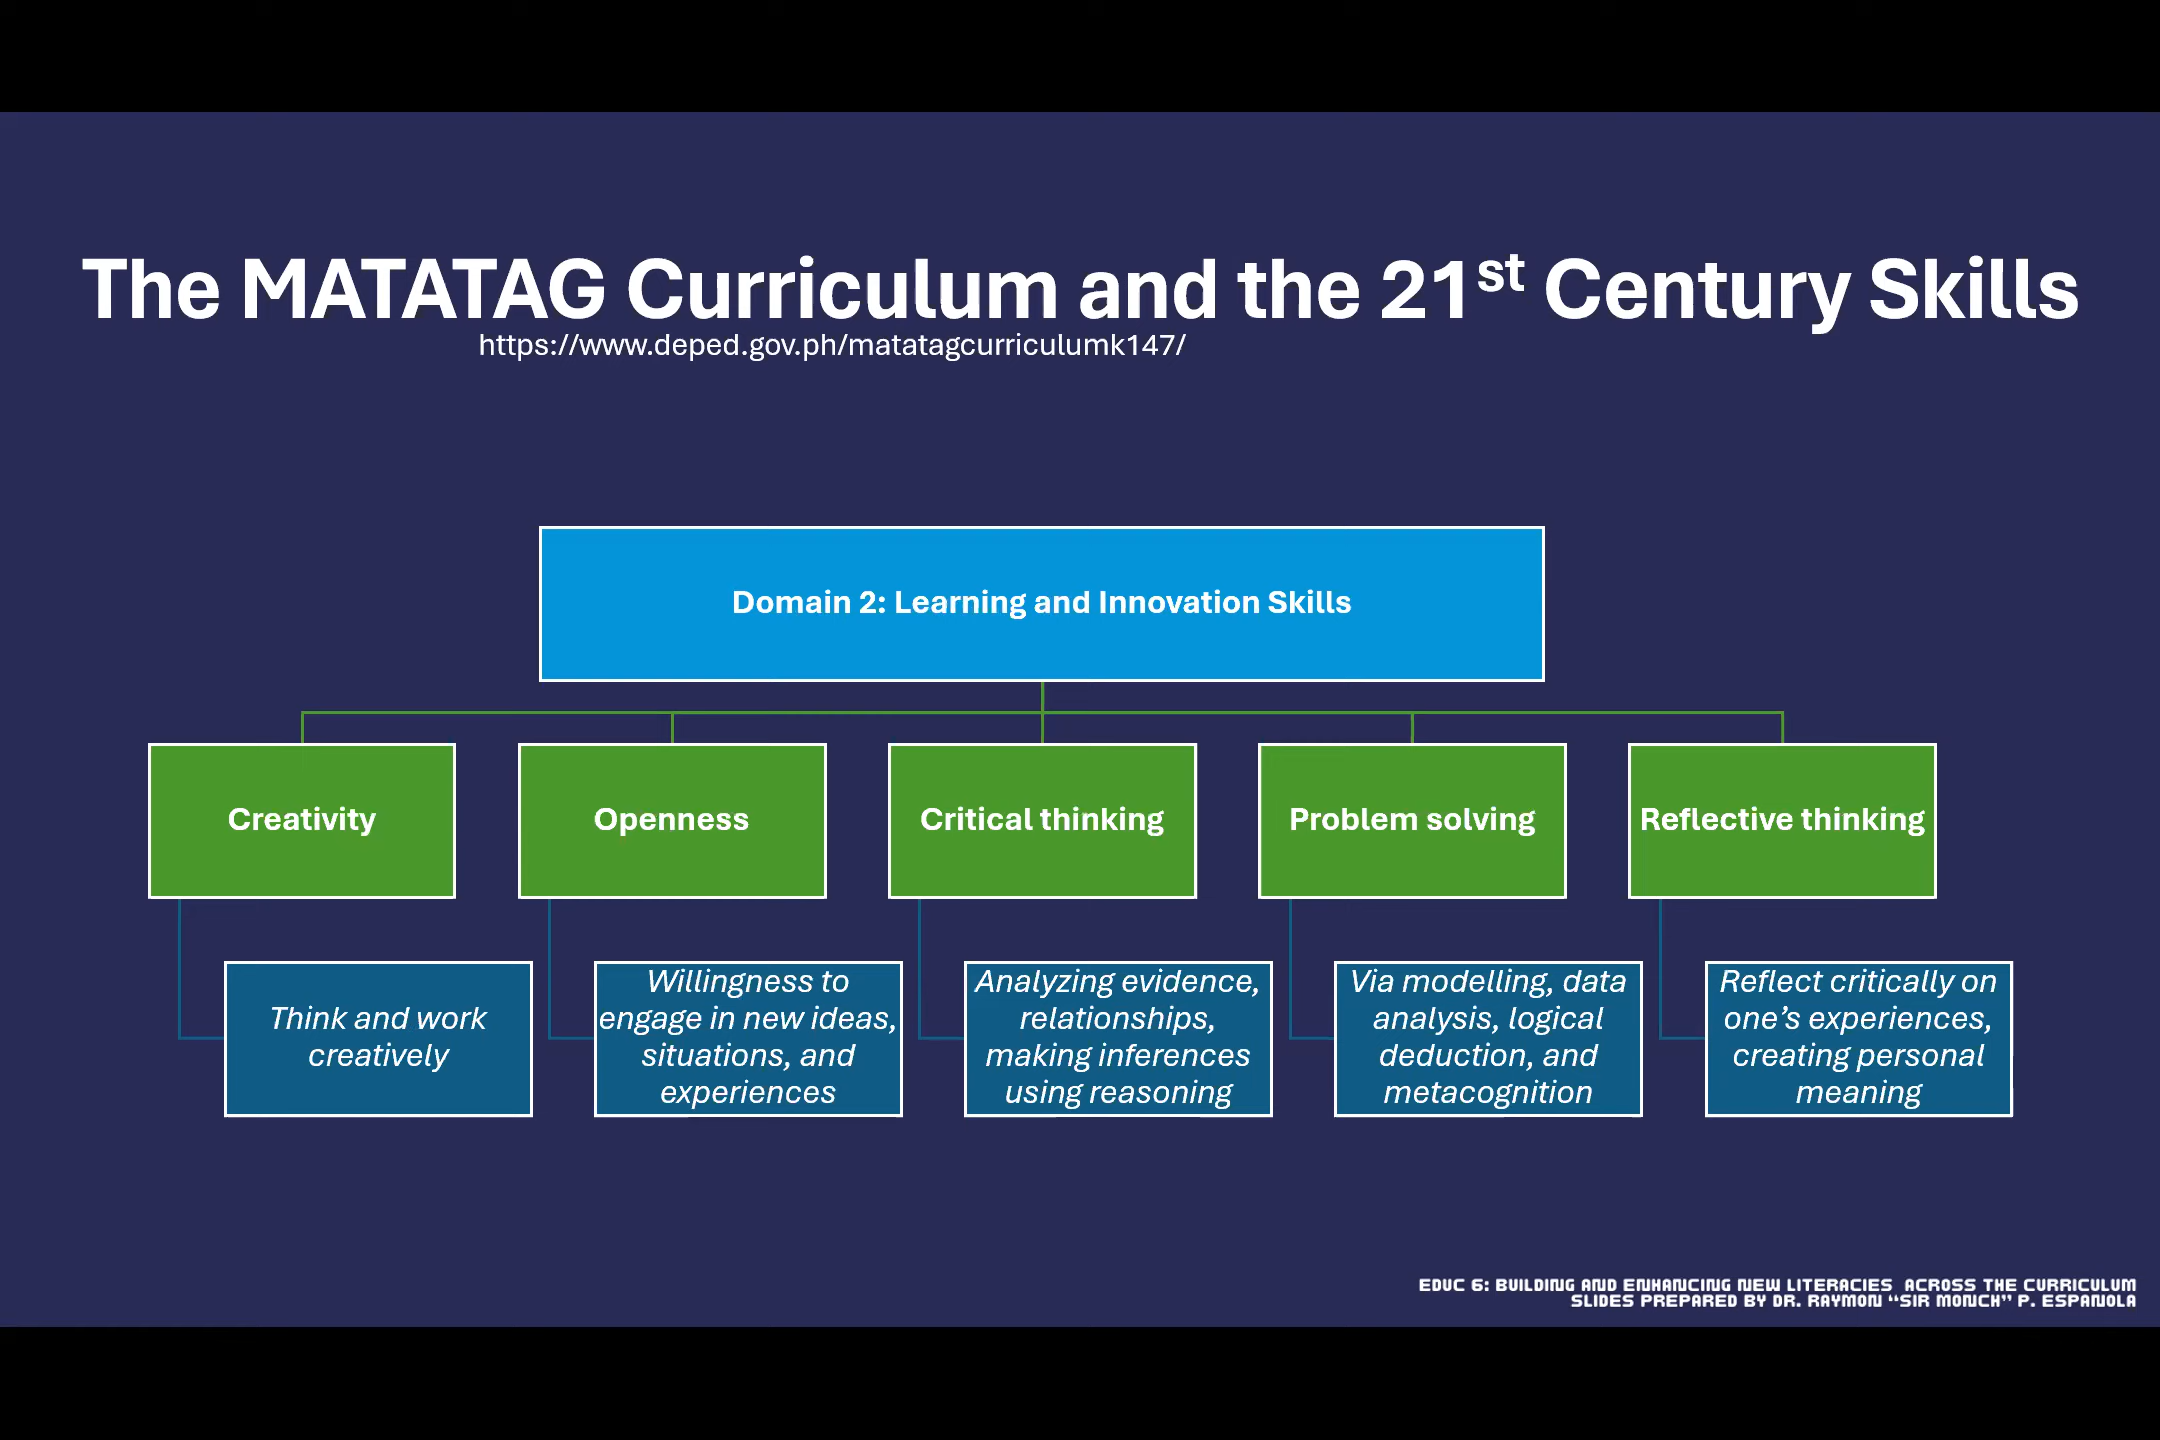 The MATATAG Curriculum and the 21st Century Skills
https://www.deped.gov.ph/matatagcurriculumk147/
Domain 2: Learning and Innovation Skills
Creativity
Openness
Critical thinking
Problem solving
Reflective thinking
Think and work
creatively
Willingness to
engage in new ideas,
situations, and
experiences
Analyzing evidence,
relationships,
making inferences
using reasoning
Via modelling, data
analysis, logical
deduction, and
metacognition
Reflect critically on
one’s experiences,
creating personal
meaning
EDUC 6: BUILDING AND ENHANCING NEW LITERACIES ACROSS THE CURRICULUM
SLIDES PREPARED BY DR. RAYMON “SIR MONCH” P. ESPANOLA